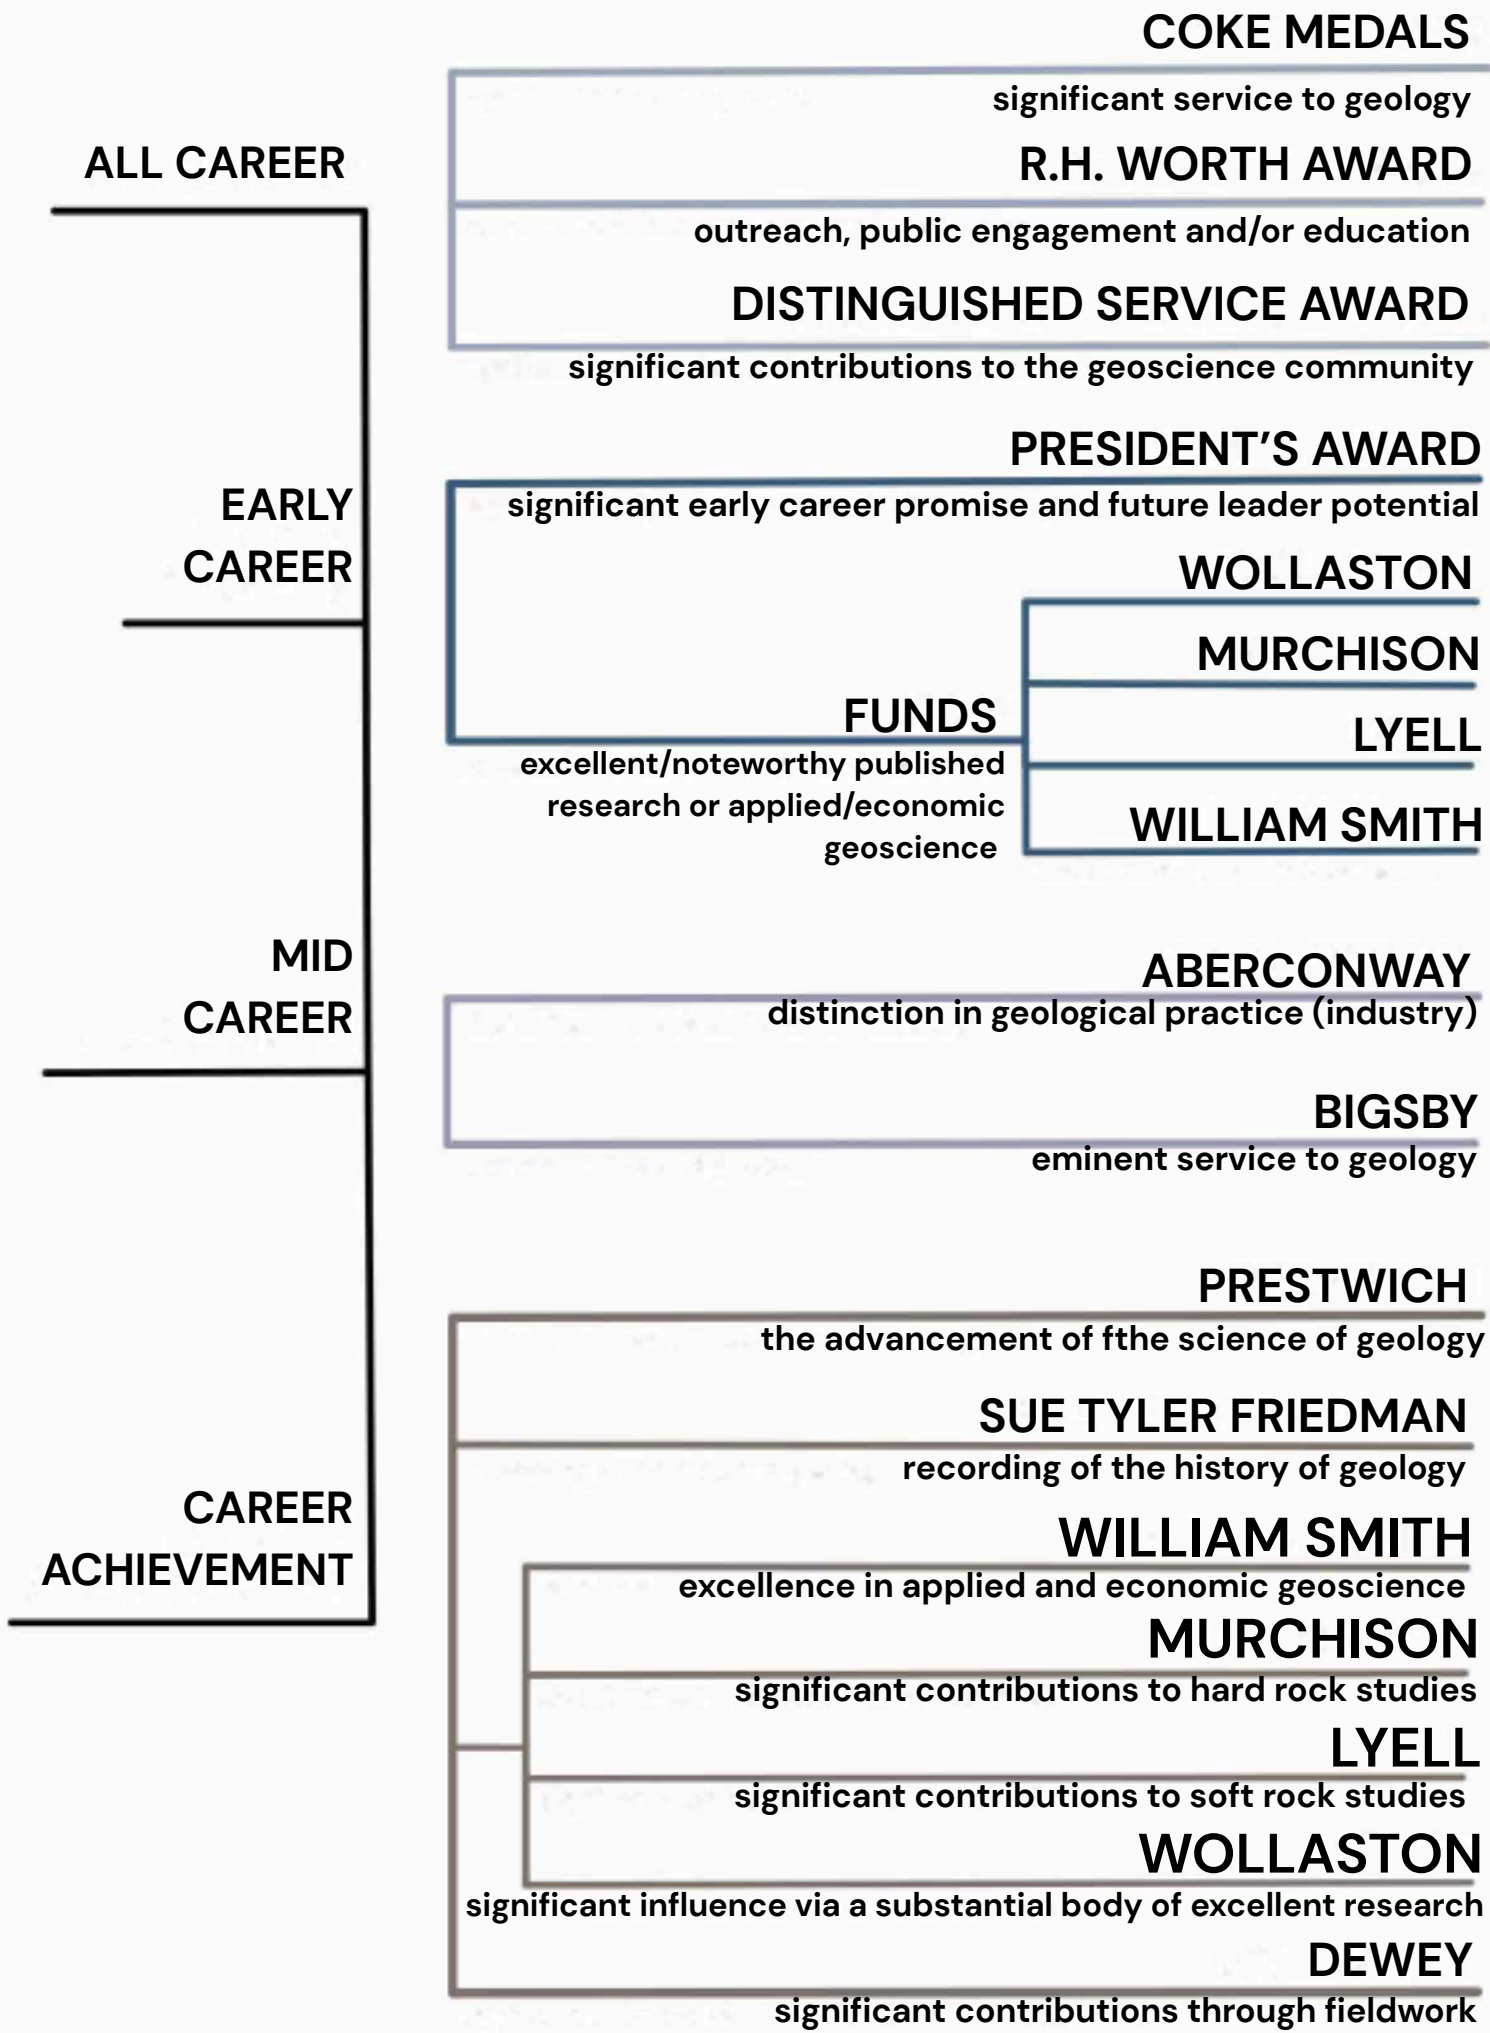 COKE MEDALS
significant service to geology
ALL CAREER
R.H. WORTH AWARD
outreach, public engagement and/or education
DISTINGUISHED SERVICE AWARD
significant contributions to the geoscience community
PRESIDENT’S AWARD
significant early career promise and future leader potential
EARLY
CAREER
WOLLASTON
MURCHISON
FUNDS
excellent/noteworthy published
research or applied/economic
geoscience
LYELL
WILLIAM SMITH
MID
CAREER
ABERCONWAY
distinction in geological practice (industry)
BIGSBY
eminent service to geology
PRESTWICH
the advancement of fthe science of geology
SUE TYLER FRIEDMAN
recording of the history of geology
CAREER
ACHIEVEMENT
WILLIAM SMITH
excellence in applied and economic geoscience
MURCHISON
significant contributions to hard rock studies
LYELL
significant contributions to soft rock studies
WOLLASTON
significant influence via a substantial body of excellent research
DEWEY
significant contributions through fieldwork